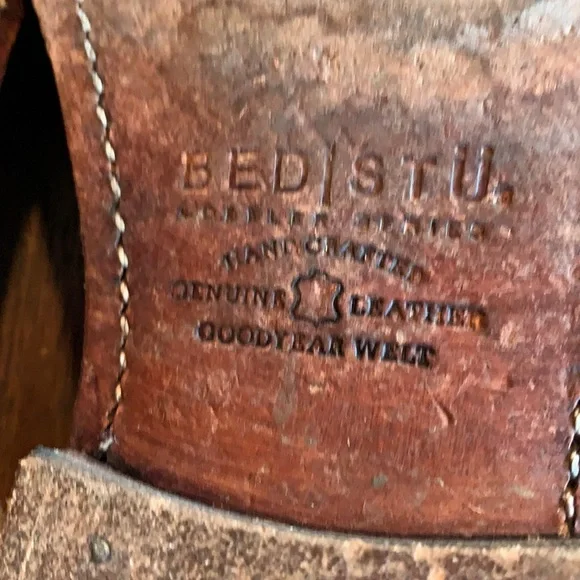 BED|STÜ.
COBBLER SERIES
HAND CRAFTED
GENUINE LEATHER
GOODYEAR WELT